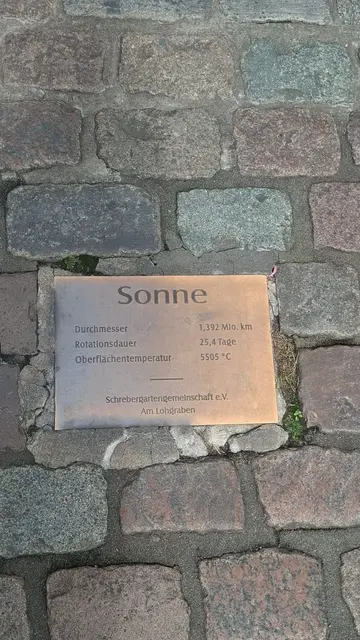 Sonne
Durchmesser 1,392 Mio. km
Rotationsdauer 25,4 Tage
Oberflächentemperatur 5505 °C
Schrebergartengemeinschaft e.V.
Am Lohgraben